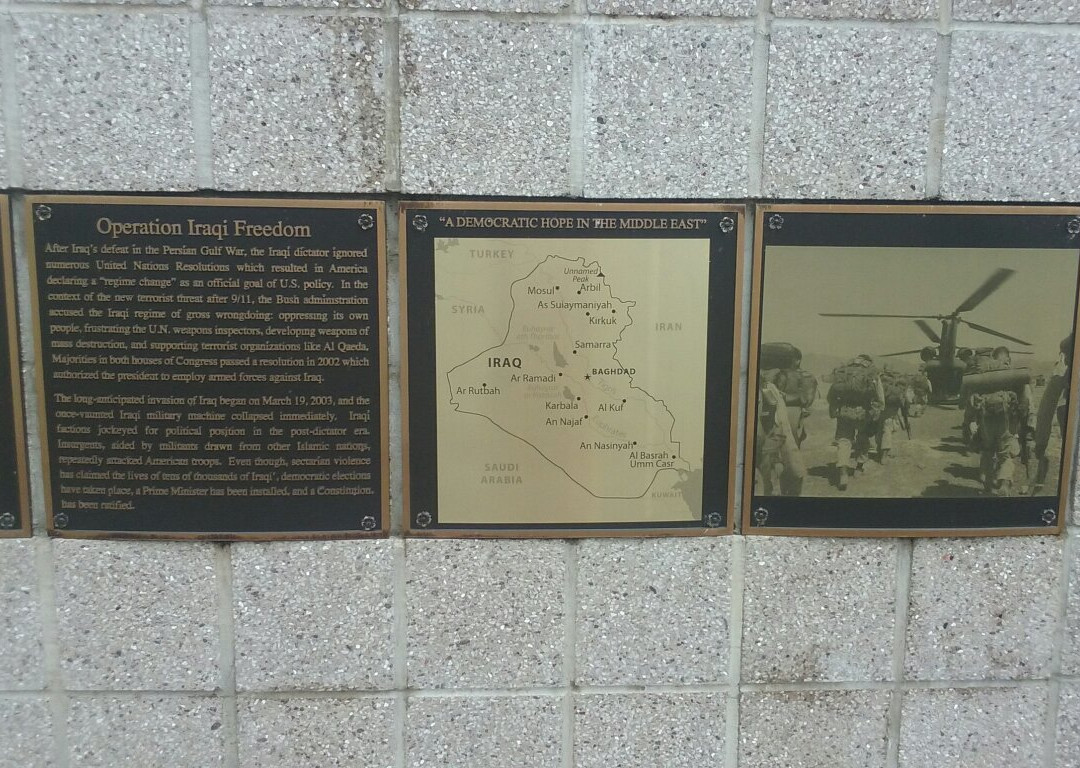 Operation Iraqi Freedom
After Iraq's defeat in the Persian Gulf War, the Iraqi dictator ignored
numerous United Nations Resolutions which resulted in America
declaring a "regime change" as an official goal of U.S. policy. In the
context of the new terrorist threat after 9/11, the Bush administration
accused the Iraqi regime of gross wrongdoing: oppressing its own
people, frustrating the U.N. weapons inspectors, developing weapons of
mass destruction, and supporting terrorist organizations like Al Qaeda.
Majorities in both houses of Congress passed a resolution in 2002 which
authorized the president to employ armed forces against Iraq.
The long-anticipated invasion of Iraq began on March 19, 2003, and the
once-vaunted Iraqi military machine collapsed immediately. Iraqi
factions jockeyed for political position in the post-dictator era.
Insurgents, aided by militants drawn from other Islamic nations,
repeatedly attacked American troops. Even though, sectarian violence
has claimed the lives of tens of thousands of Iraqi', democratic elections
have taken place, a Prime Minister has been installed, and a Constitution.
has been ratified.
"A DEMOCRATIC HOPE IN THE MIDDLE EAST"
TURKEY
Unnamed
Peak
Mosul
Arbil
As Sulaymaniyah
SYRIA
Kirkuk
IRAN
Samarra
IRAQ
BAGHDAD
Ar Ramadi
Ar Rutbah
Karbala
Al Kuf
An Najaf
An Nasiriyah
Al Basrah
Umm Casr
SAUDI
ARABIA
KUWAIT